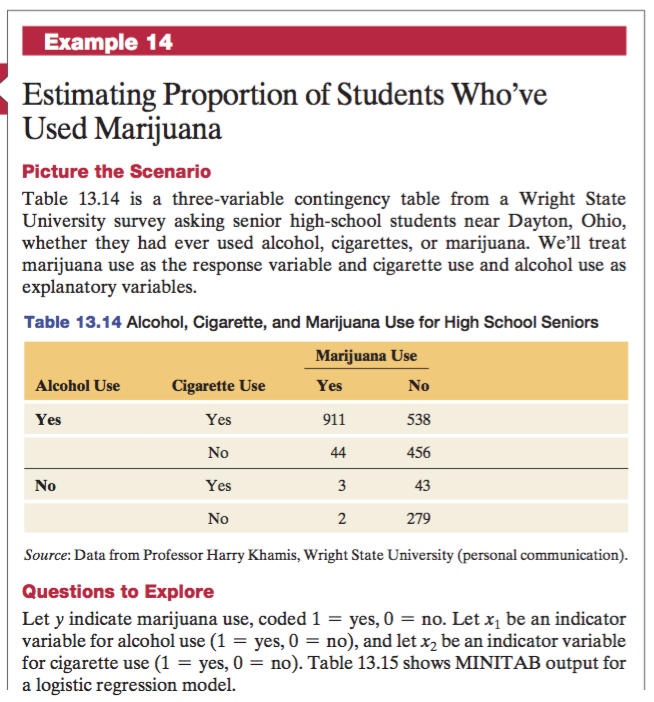 Example 14
Estimating Proportion of Students Who've
Used Marijuana
Picture the Scenario
Table 13.14 is a three-variable contingency table from a Wright State
University survey asking senior high-school students near Dayton, Ohio,
whether they had ever used alcohol, cigarettes, or marijuana. We'll treat
marijuana use as the response variable and cigarette use and alcohol use as
explanatory variables.
Table 13.14 Alcohol, Cigarette, and Marijuana Use for High School Seniors
Marijuana Use
Alcohol Use Cigarette Use Yes No
Yes Yes 911 538
No 44 456
No Yes 3 43
No 2 279
Source: Data from Professor Harry Khamis, Wright State University (personal communication).
Questions to Explore
Let y indicate marijuana use, coded 1 = yes, 0 = no. Let x₁ be an indicator
variable for alcohol use (1 = yes, 0 = no), and let x₂ be an indicator variable
for cigarette use (1 = yes, 0 = no). Table 13.15 shows MINITAB output for
a logistic regression model.